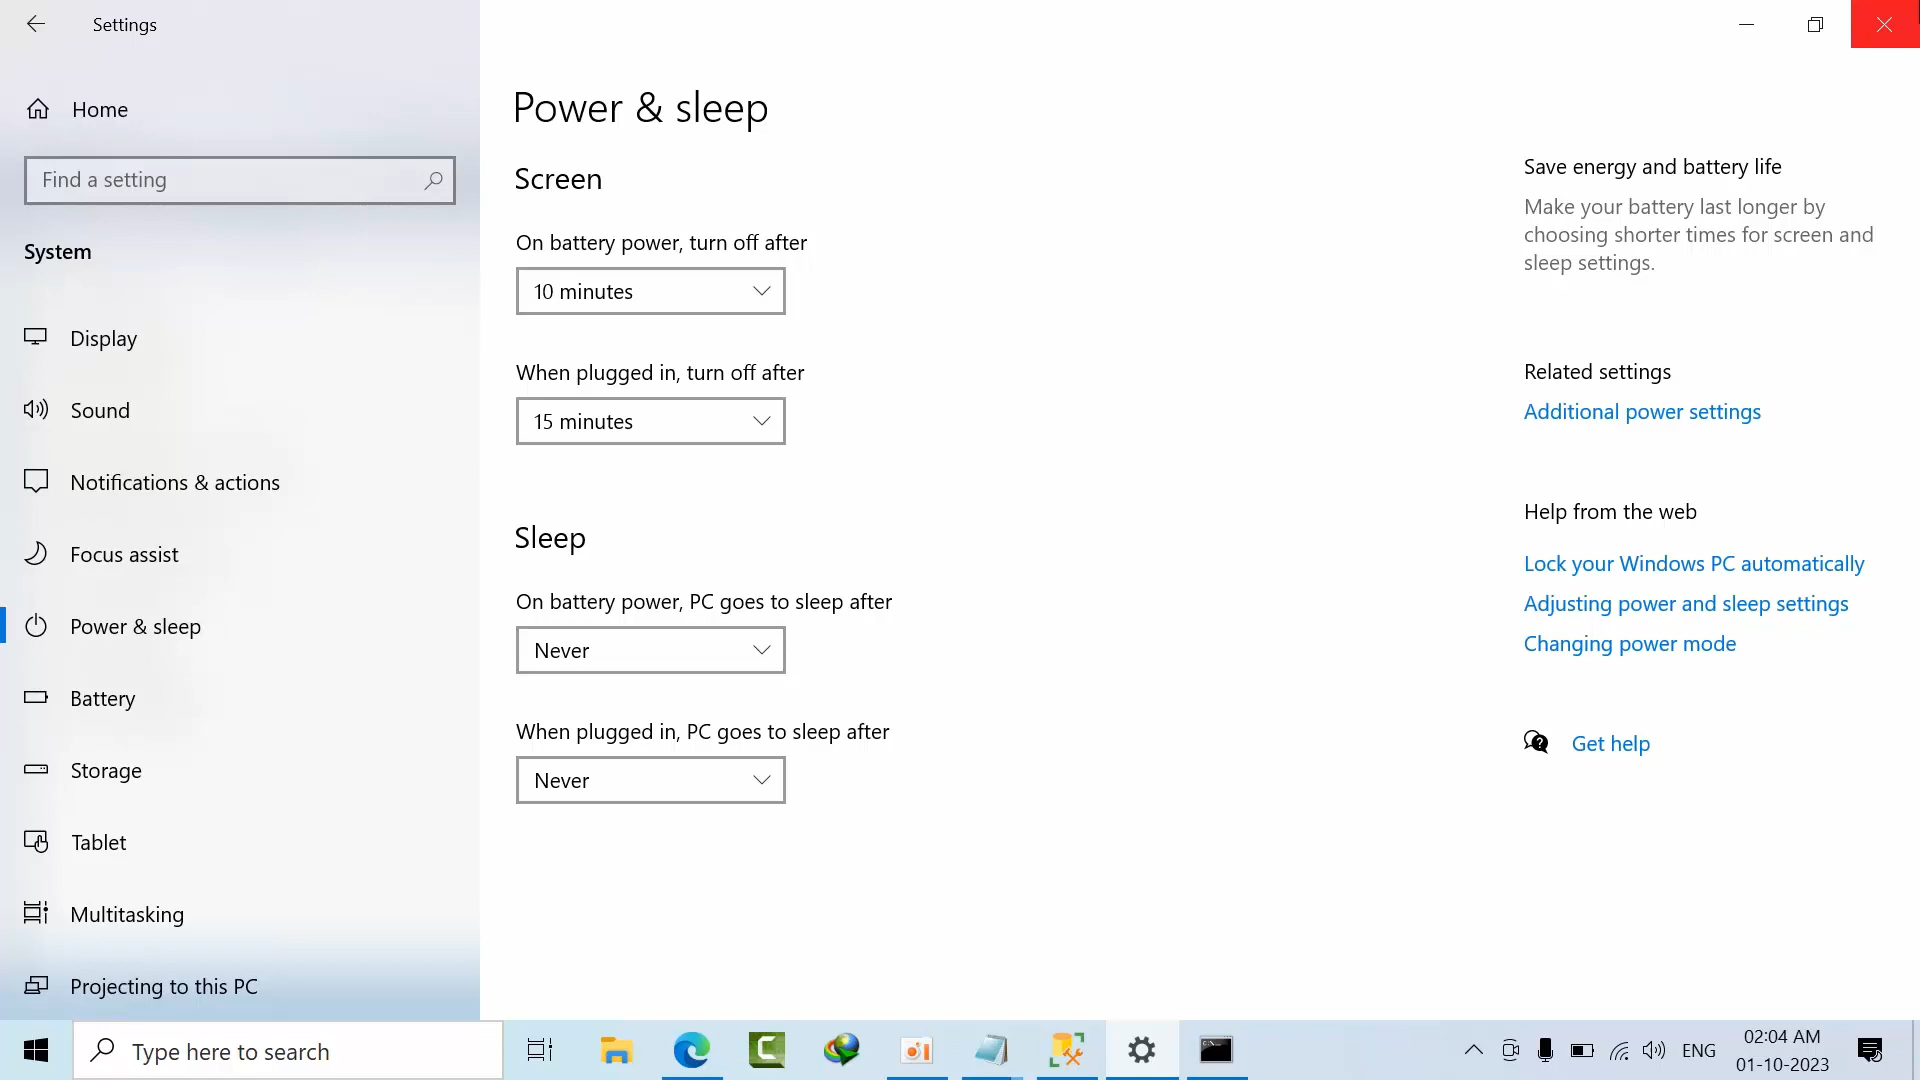 Settings
Home
Find a setting
System
Display
Sound
Notifications & actions
Focus assist
Power & sleep
Battery
Storage
Tablet
Multitasking
Projecting to this PC
Power & sleep
Screen
On battery power, turn off after
10 minutes
When plugged in, turn off after
15 minutes
Sleep
On battery power, PC goes to sleep after
Never
When plugged in, PC goes to sleep after
Never
Save energy and battery life
Make your battery last longer by
choosing shorter times for screen and
sleep settings.
Related settings
Additional power settings
Help from the web
Lock your Windows PC automatically
Adjusting power and sleep settings
Changing power mode
Get help
Type here to search
ENG
02:04 AM
01-10-2023